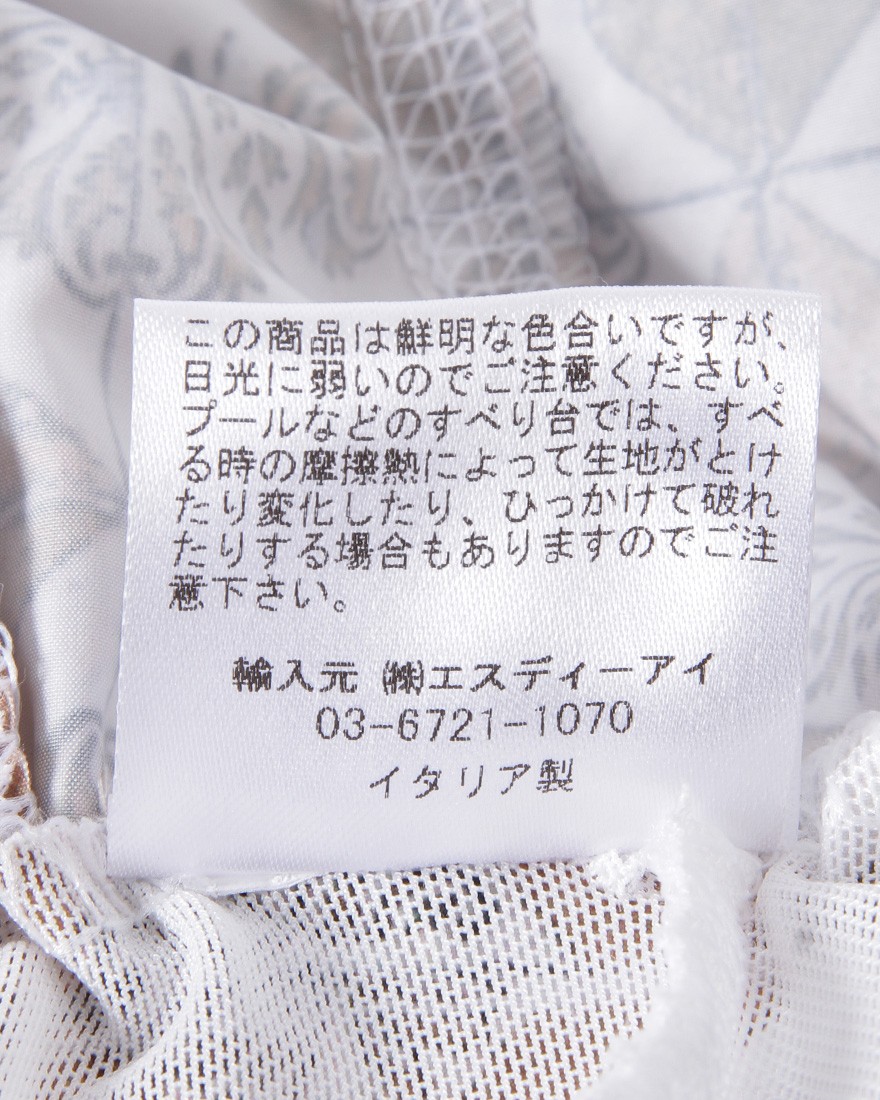 この商品は鮮明な色合いですが、
日光に弱いのでご注意ください。
プールなどのすべり台では、すべ
る時の摩擦熱によって生地がとけ
たり変化したり、ひっかけて破れ
たりする場合もありますのでご注
意下さい。
輸入元 ㈱エスディーアイ
03-6721-1070
イタリア製